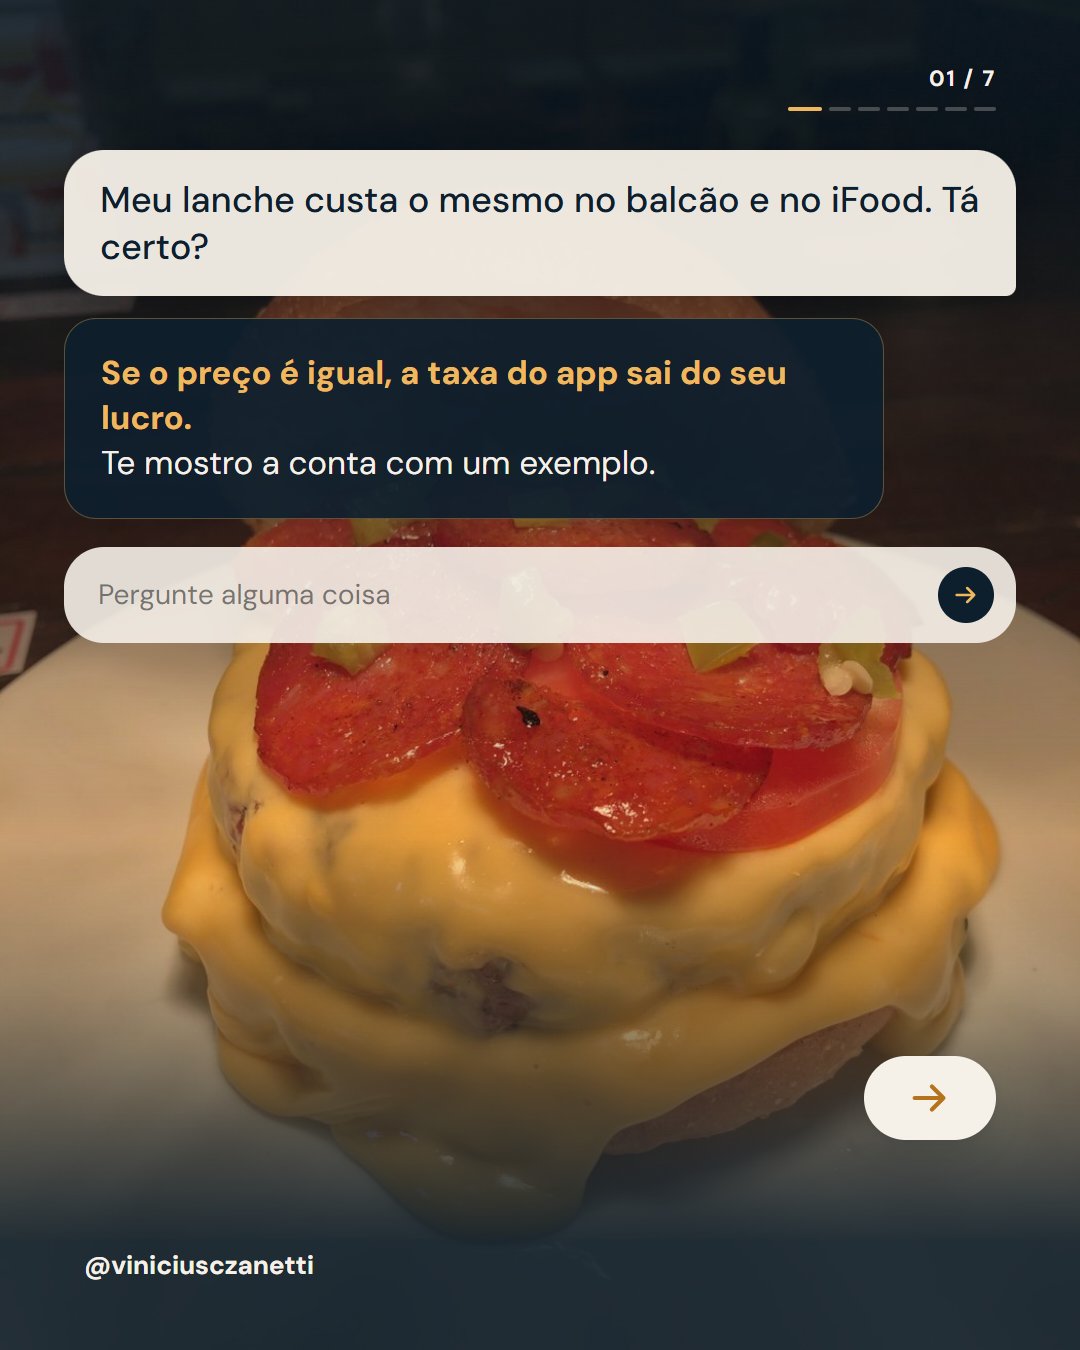 01 / 7
Meu lanche custa o mesmo no balcão e no iFood. Tá
certo?
Se o preço é igual, a taxa do app sai do seu
lucro.
Te mostro a conta com um exemplo.
Pergunte alguma coisa
@viniciusczanetti